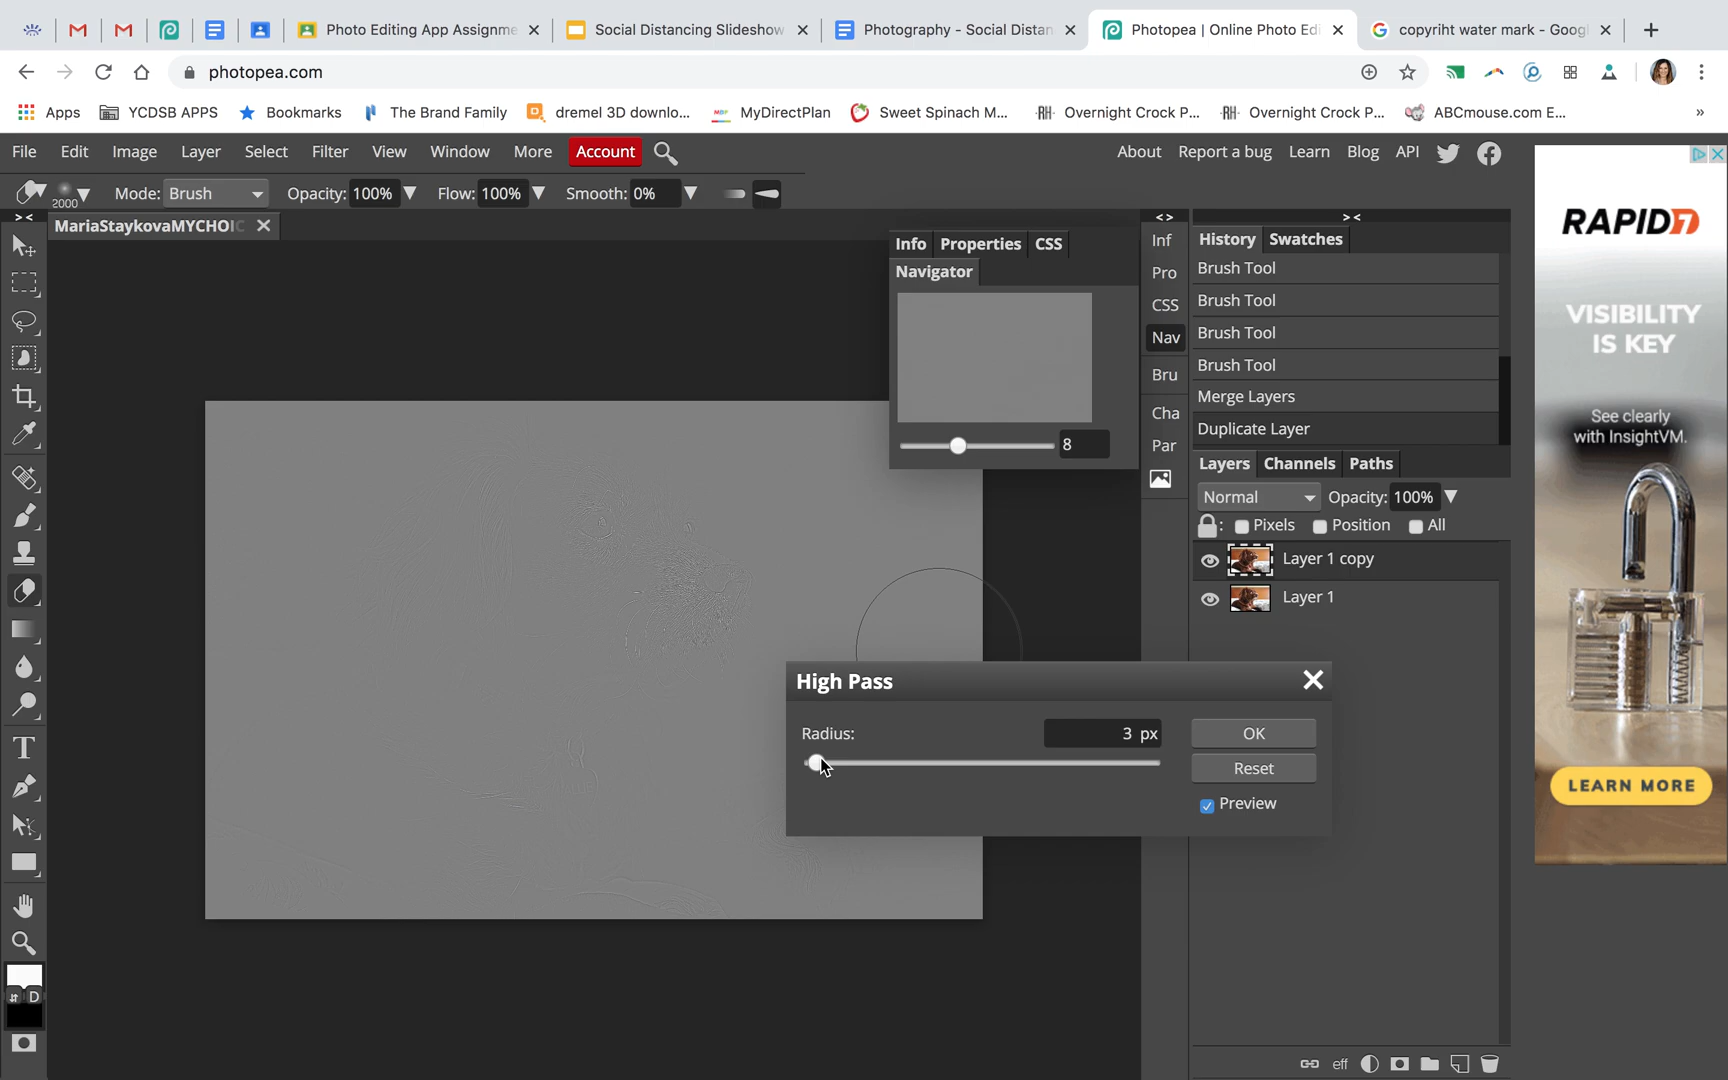 Photo Editing App Assignme
Social Distancing Slideshow
Photography - Social Distan
Photopea | Online Photo Edi
copyriht water mark - Goog
photopea.com
Apps
YCDSB APPS
Bookmarks
The Brand Family
dremel 3D downlo...
MyDirectPlan
Sweet Spinach M...
Overnight Crock P...
Overnight Crock P...
ABCmouse.com E...
»
File Edit Image Layer Select Filter View Window More Account
About Report a bug Learn Blog API
2000
Mode: Brush Opacity: 100% Flow: 100% Smooth: 0%
> <
MariaStaykovaMYCHOIC
Info Properties CSS
Navigator
8
< >
Inf
Pro
CSS
Nav
Bru
Cha
Par
> <
History Swatches
Brush Tool
Brush Tool
Brush Tool
Brush Tool
Merge Layers
Duplicate Layer
Layers Channels Paths
Normal Opacity: 100%
: Pixels Position All
Layer 1 copy
Layer 1
High Pass
Radius: 3 px
OK
Reset
Preview
T
D
eff
RAPID7
VISIBILITY
IS KEY
See clearly
with InsightVM.
LEARN MORE